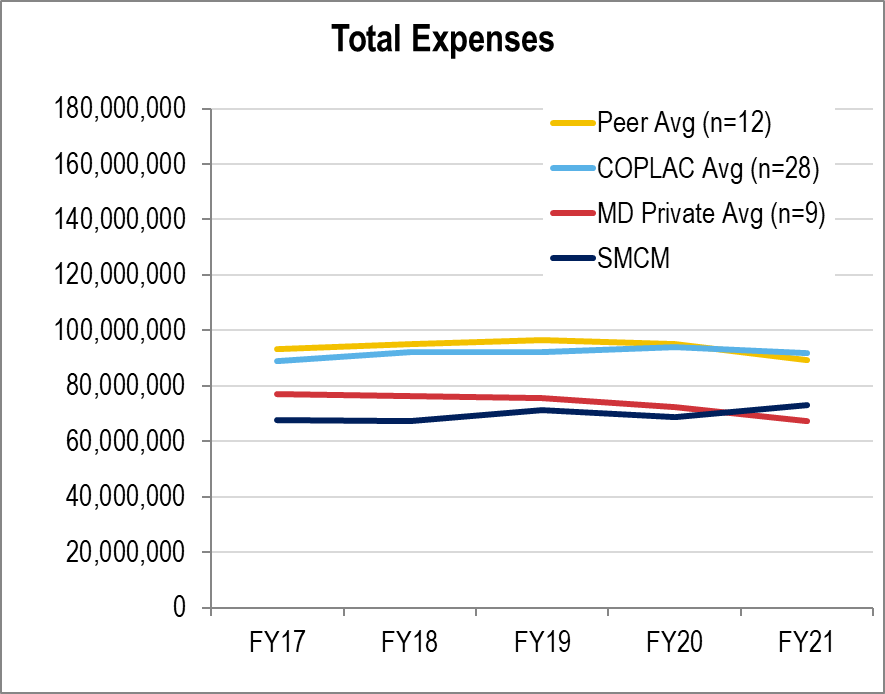 Total Expenses
180,000,000
160,000,000
140,000,000
120,000,000
100,000,000
80,000,000
60,000,000
40,000,000
20,000,000
0
Peer Avg (n=12)
COPLAC Avg (n=28)
MD Private Avg (n=9)
SMCM
FY17 FY18 FY19 FY20 FY21